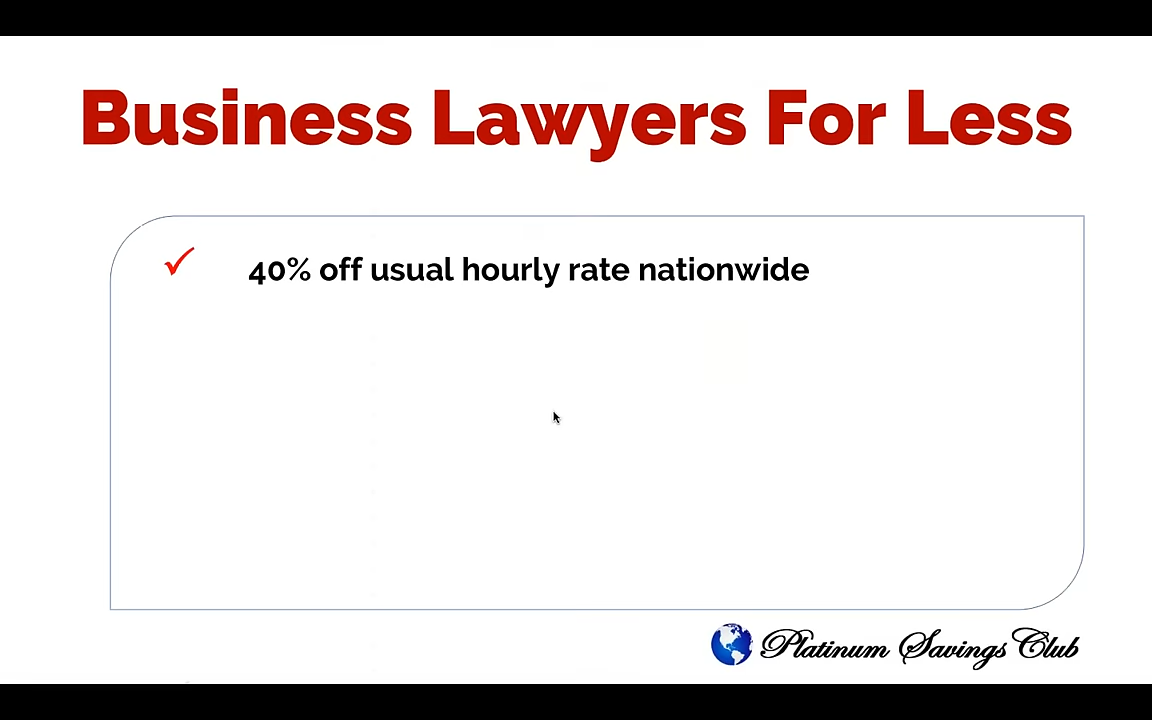 Business Lawyers For Less
40% off usual hourly rate nationwide
Platinum Savings Club